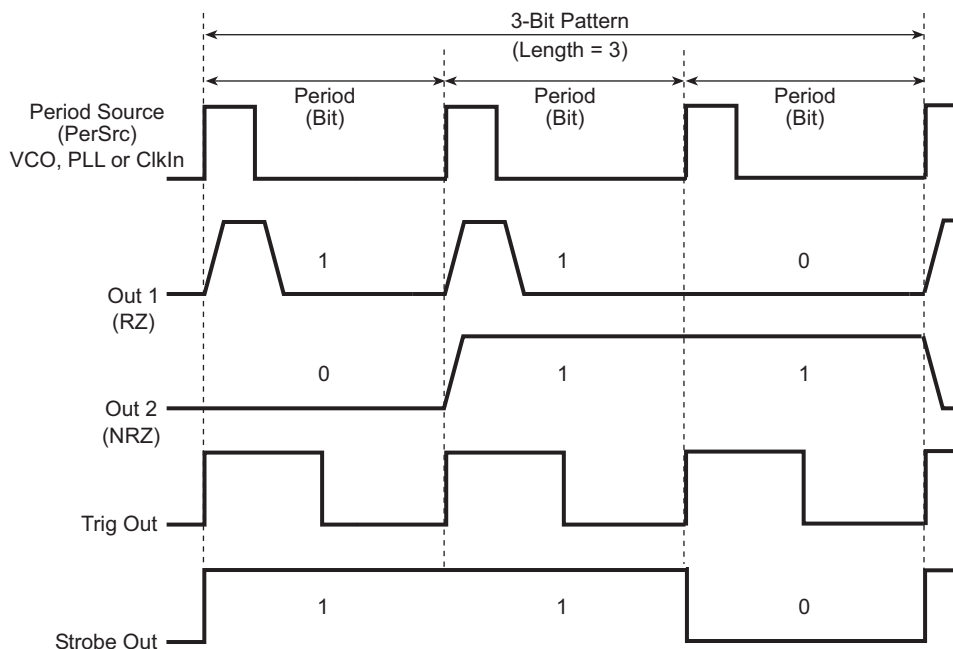 3-Bit Pattern
(Length = 3)
Period
(Bit)
Period
(Bit)
Period
(Bit)
Period Source
(PerSrc)
VCO, PLL or ClkIn
1
1
0
Out 1
(RZ)
0
1
1
Out 2
(NRZ)
Trig Out
1
1
0
Strobe Out